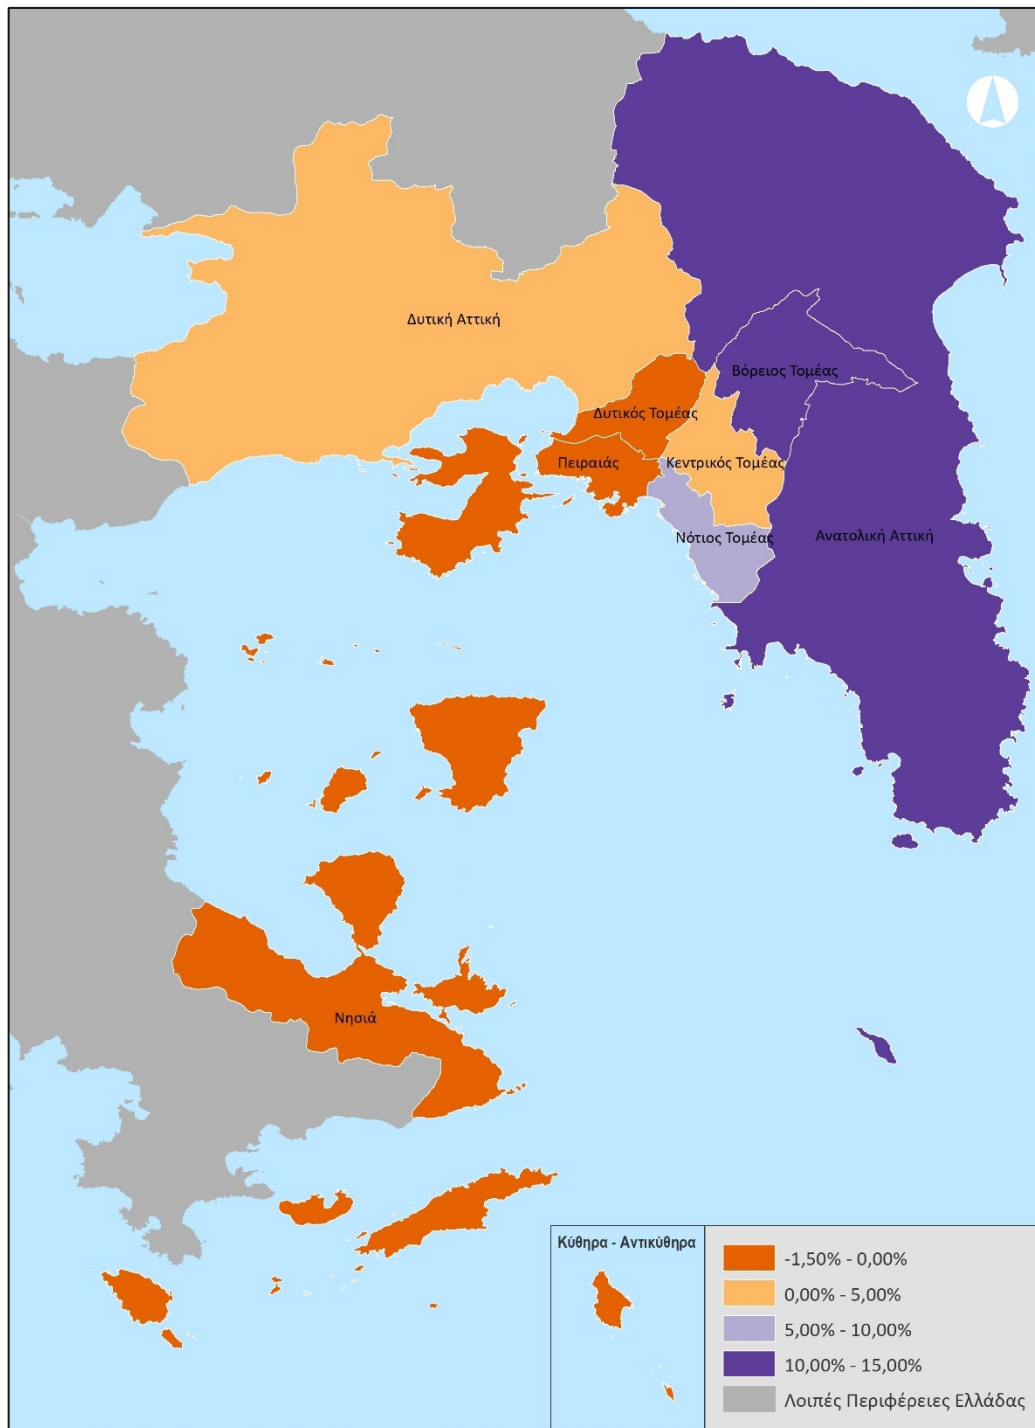 Δυτική Αττική
Βόρειος Τομέας
Δυτικός Τομέας
Πειραιάς
Κεντρικός Τομέας
Νότιος Τομέας
Ανατολική Αττική
Νησιά
Κύθηρα - Αντικύθηρα
-1,50% - 0,00%
0,00% - 5,00%
5,00% - 10,00%
10,00% - 15,00%
Λοιπές Περιφέρειες Ελλάδας